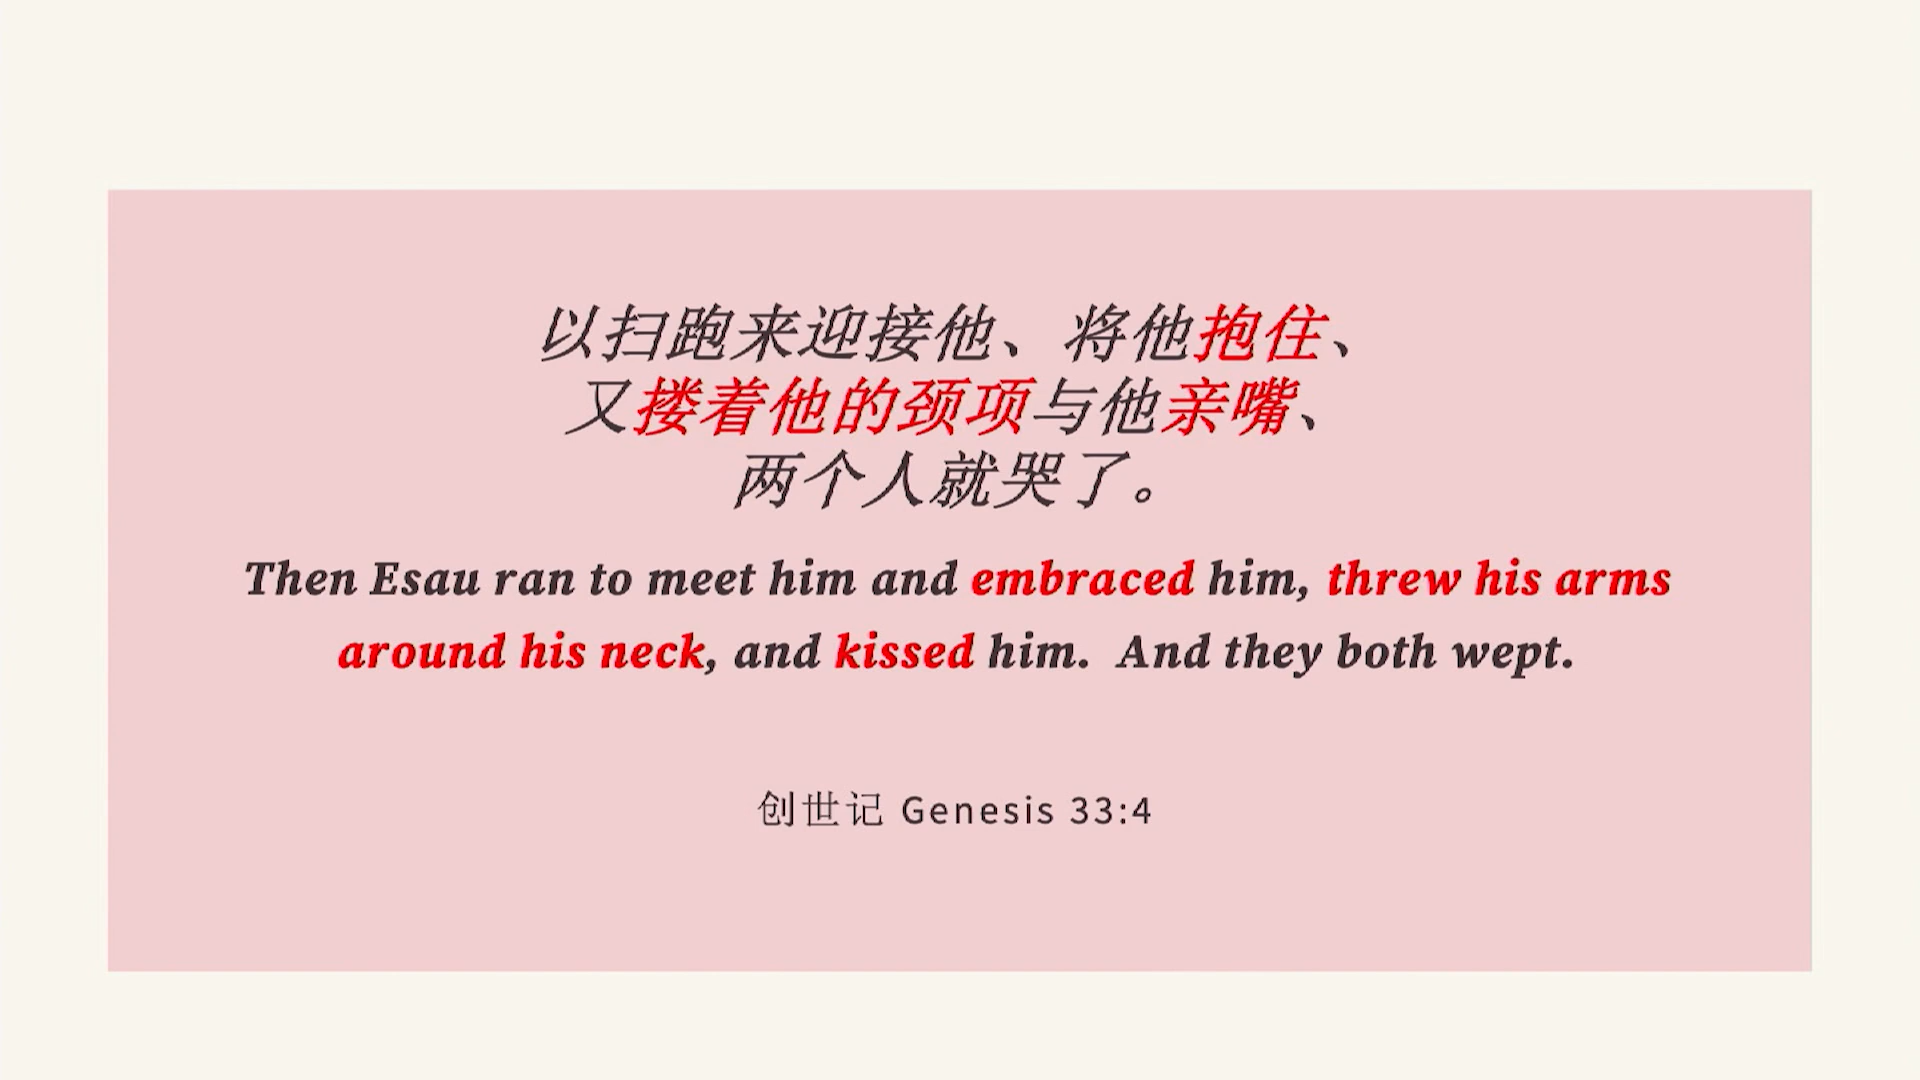 以扫跑来迎接他、将他抱住、
又搂着他的颈项与他亲嘴、
两个人就哭了。
Then Esau ran to meet him and embraced him, threw his arms
around his neck, and kissed him.  And they both wept.
创世记 Genesis 33:4